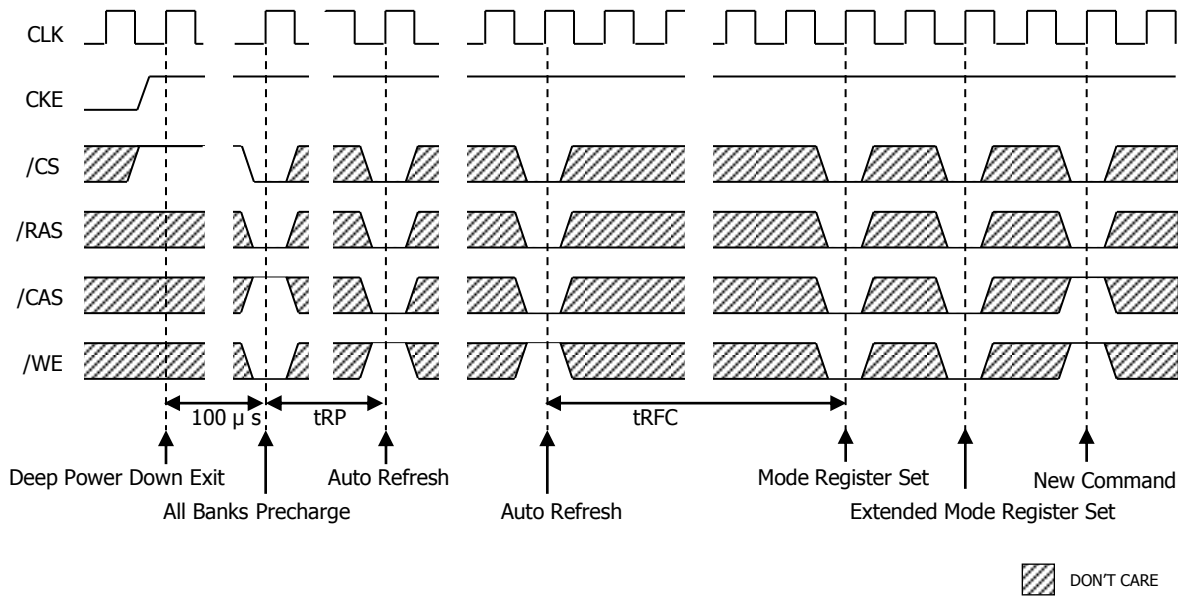 CLK
CKE
/CS
/RAS
/CAS
/WE
100 μ s
tRP
tRFC
Deep Power Down Exit
Auto Refresh
Mode Register Set
New Command
All Banks Precharge
Auto Refresh
Extended Mode Register Set
DON'T CARE